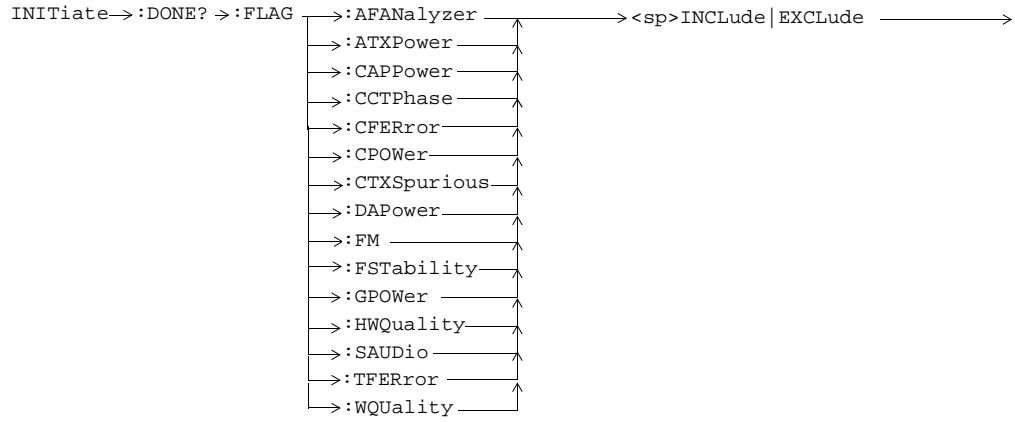 INITiate :DONE? :FLAG :AFANalyzer <sp>INCLude|EXCLude
:ATXPower
:CAPPower
:CCTPhase
:CFERror
:CPOWer
:CTXSpurious
:DAPower
:FM
:FSTability
:GPOWer
:HWQuality
:SAUDio
:TFERror
:WQUality